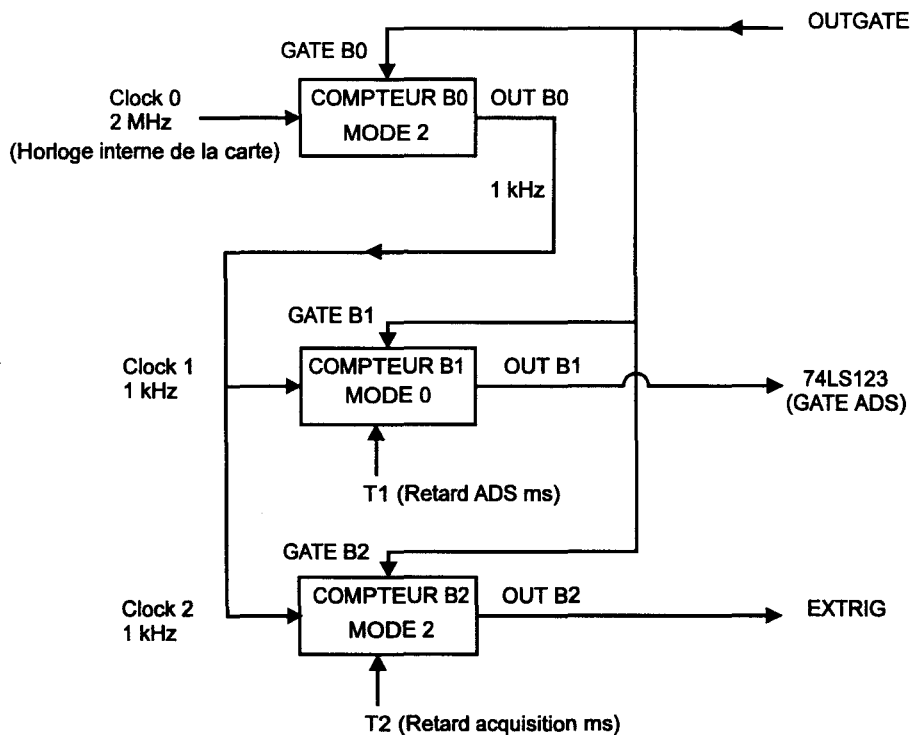 OUTGATE
GATE B0
Clock 0
2 MHz
(Horloge interne de la carte)
COMPTEUR B0
MODE 2
OUT B0
1 kHz
GATE B1
Clock 1
1 kHz
COMPTEUR B1
MODE 0
OUT B1
74LS123
(GATE ADS)
T1 (Retard ADS ms)
GATE B2
Clock 2
1 kHz
COMPTEUR B2
MODE 2
OUT B2
EXTRIG
T2 (Retard acquisition ms)